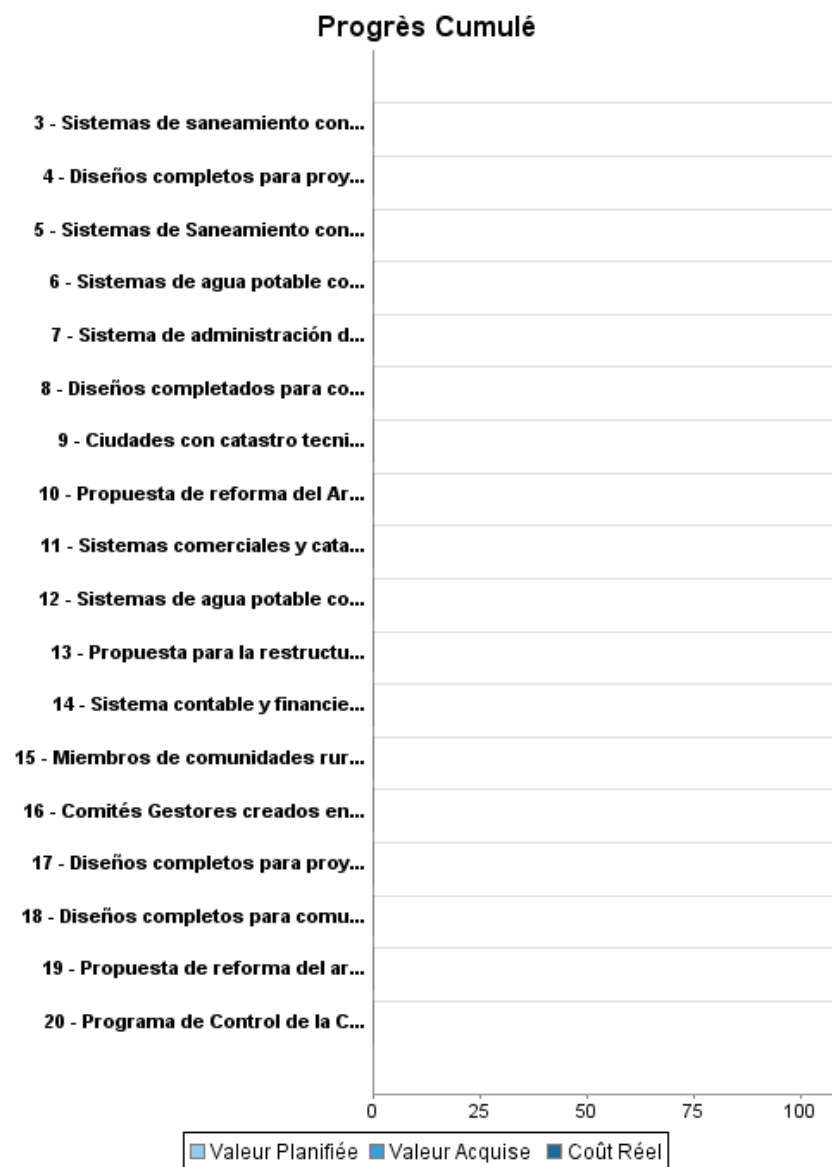 Progrès Cumulé
3 - Sistemas de saneamiento con...
4 - Diseños completos para proy...
5 - Sistemas de Saneamiento con...
6 - Sistemas de agua potable co...
7 - Sistema de administración d...
8 - Diseños completados para co...
9 - Ciudades con catastro tecni...
10 - Propuesta de reforma del Ar...
11 - Sistemas comerciales y cata...
12 - Sistemas de agua potable co...
13 - Propuesta para la restructu...
14 - Sistema contable y financie...
15 - Miembros de comunidades rur...
16 - Comités Gestores creados en...
17 - Diseños completos para proy...
18 - Diseños completos para comu...
19 - Propuesta de reforma del ar...
20 - Programa de Control de la C...
0 25 50 75 100
Valeur Planifiée Valeur Acquise Coût Réel